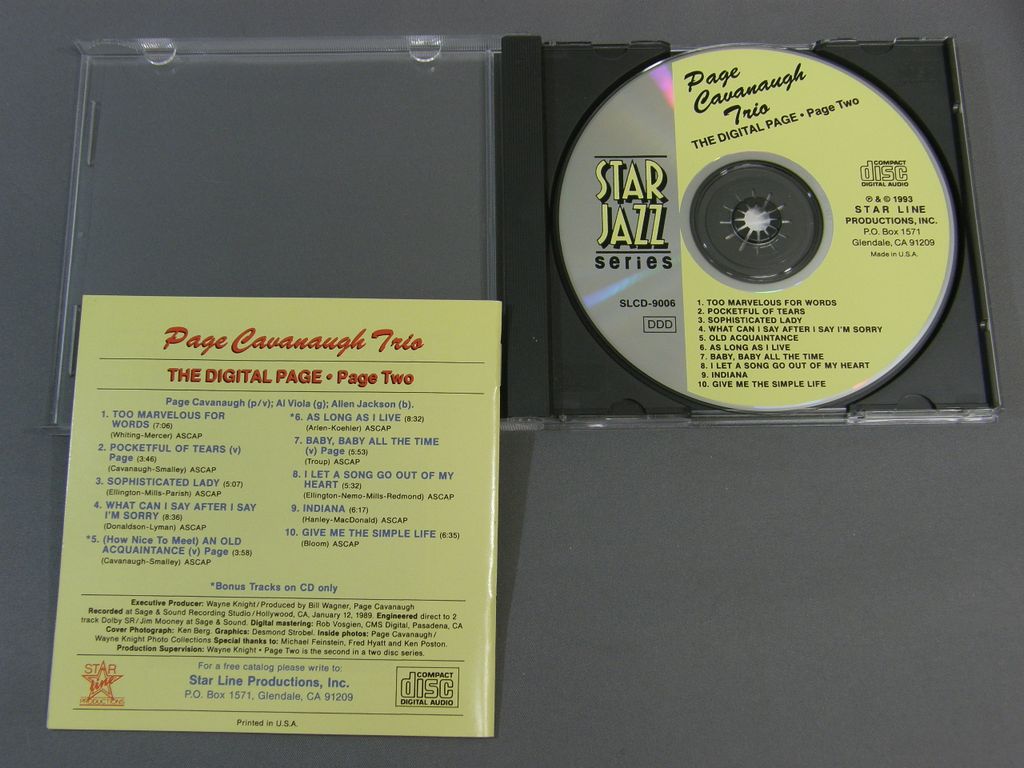 Page
Cavanaugh
Trio
THE DIGITAL PAGE • Page Two
STAR
JAZZ
series
SLCD-9006
DDD
COMPACT
disc
DIGITAL AUDIO
℗ & © 1993
STAR LINE
PRODUCTIONS, INC.
P.O. Box 1571
Glendale, CA 91209
Made in U.S.A.
1. TOO MARVELOUS FOR WORDS
2. POCKETFUL OF TEARS
3. SOPHISTICATED LADY
4. WHAT CAN I SAY AFTER I SAY I'M SORRY
5. OLD ACQUAINTANCE
6. AS LONG AS I LIVE
7. BABY, BABY ALL THE TIME
8. I LET A SONG GO OUT OF MY HEART
9. INDIANA
10. GIVE ME THE SIMPLE LIFE
Page Cavanaugh Trio
THE DIGITAL PAGE • Page Two
Page Cavanaugh (p/v); Al Viola (g); Allen Jackson (b).
1. TOO MARVELOUS FOR
WORDS (7:06)
(Whiting-Mercer) ASCAP
2. POCKETFUL OF TEARS (v)
Page (3:46)
(Cavanaugh-Smalley) ASCAP
3. SOPHISTICATED LADY (5:07)
(Ellington-Mills-Parish) ASCAP
4. WHAT CAN I SAY AFTER I SAY
I'M SORRY (8:36)
(Donaldson-Lyman) ASCAP
*5. (How Nice To Meet) AN OLD
ACQUAINTANCE (v) Page (3:58)
(Cavanaugh-Smalley) ASCAP
*6. AS LONG AS I LIVE (8:32)
(Arlen-Koehler) ASCAP
7. BABY, BABY ALL THE TIME
(v) Page (5:53)
(Troup) ASCAP
8. I LET A SONG GO OUT OF MY
HEART (5:32)
(Ellington-Nemo-Mills-Redmond) ASCAP
9. INDIANA (6:17)
(Hanley-MacDonald) ASCAP
10. GIVE ME THE SIMPLE LIFE (6:35)
(Bloom) ASCAP
*Bonus Tracks on CD only
Executive Producer: Wayne Knight/Produced by Bill Wagner, Page Cavanaugh
Recorded at Sage & Sound Recording Studio/Hollywood, CA, January 12, 1989. Engineered direct to 2
track Dolby SR/Jim Mooney at Sage & Sound. Digital mastering: Rob Vosgien, CMS Digital, Pasadena, CA
Cover Photograph: Ken Berg. Graphics: Desmond Strobel. Inside photos: Page Cavanaugh/
Wayne Knight Photo Collections Special thanks to: Michael Feinstein, Fred Hyatt and Ken Poston.
Production Supervision: Wayne Knight • Page Two is the second in a two disc series.
STAR
line
PRODUCTIONS
For a free catalog please write to:
Star Line Productions, Inc.
P.O. Box 1571, Glendale, CA 91209
COMPACT
disc
DIGITAL AUDIO
Printed in U.S.A.